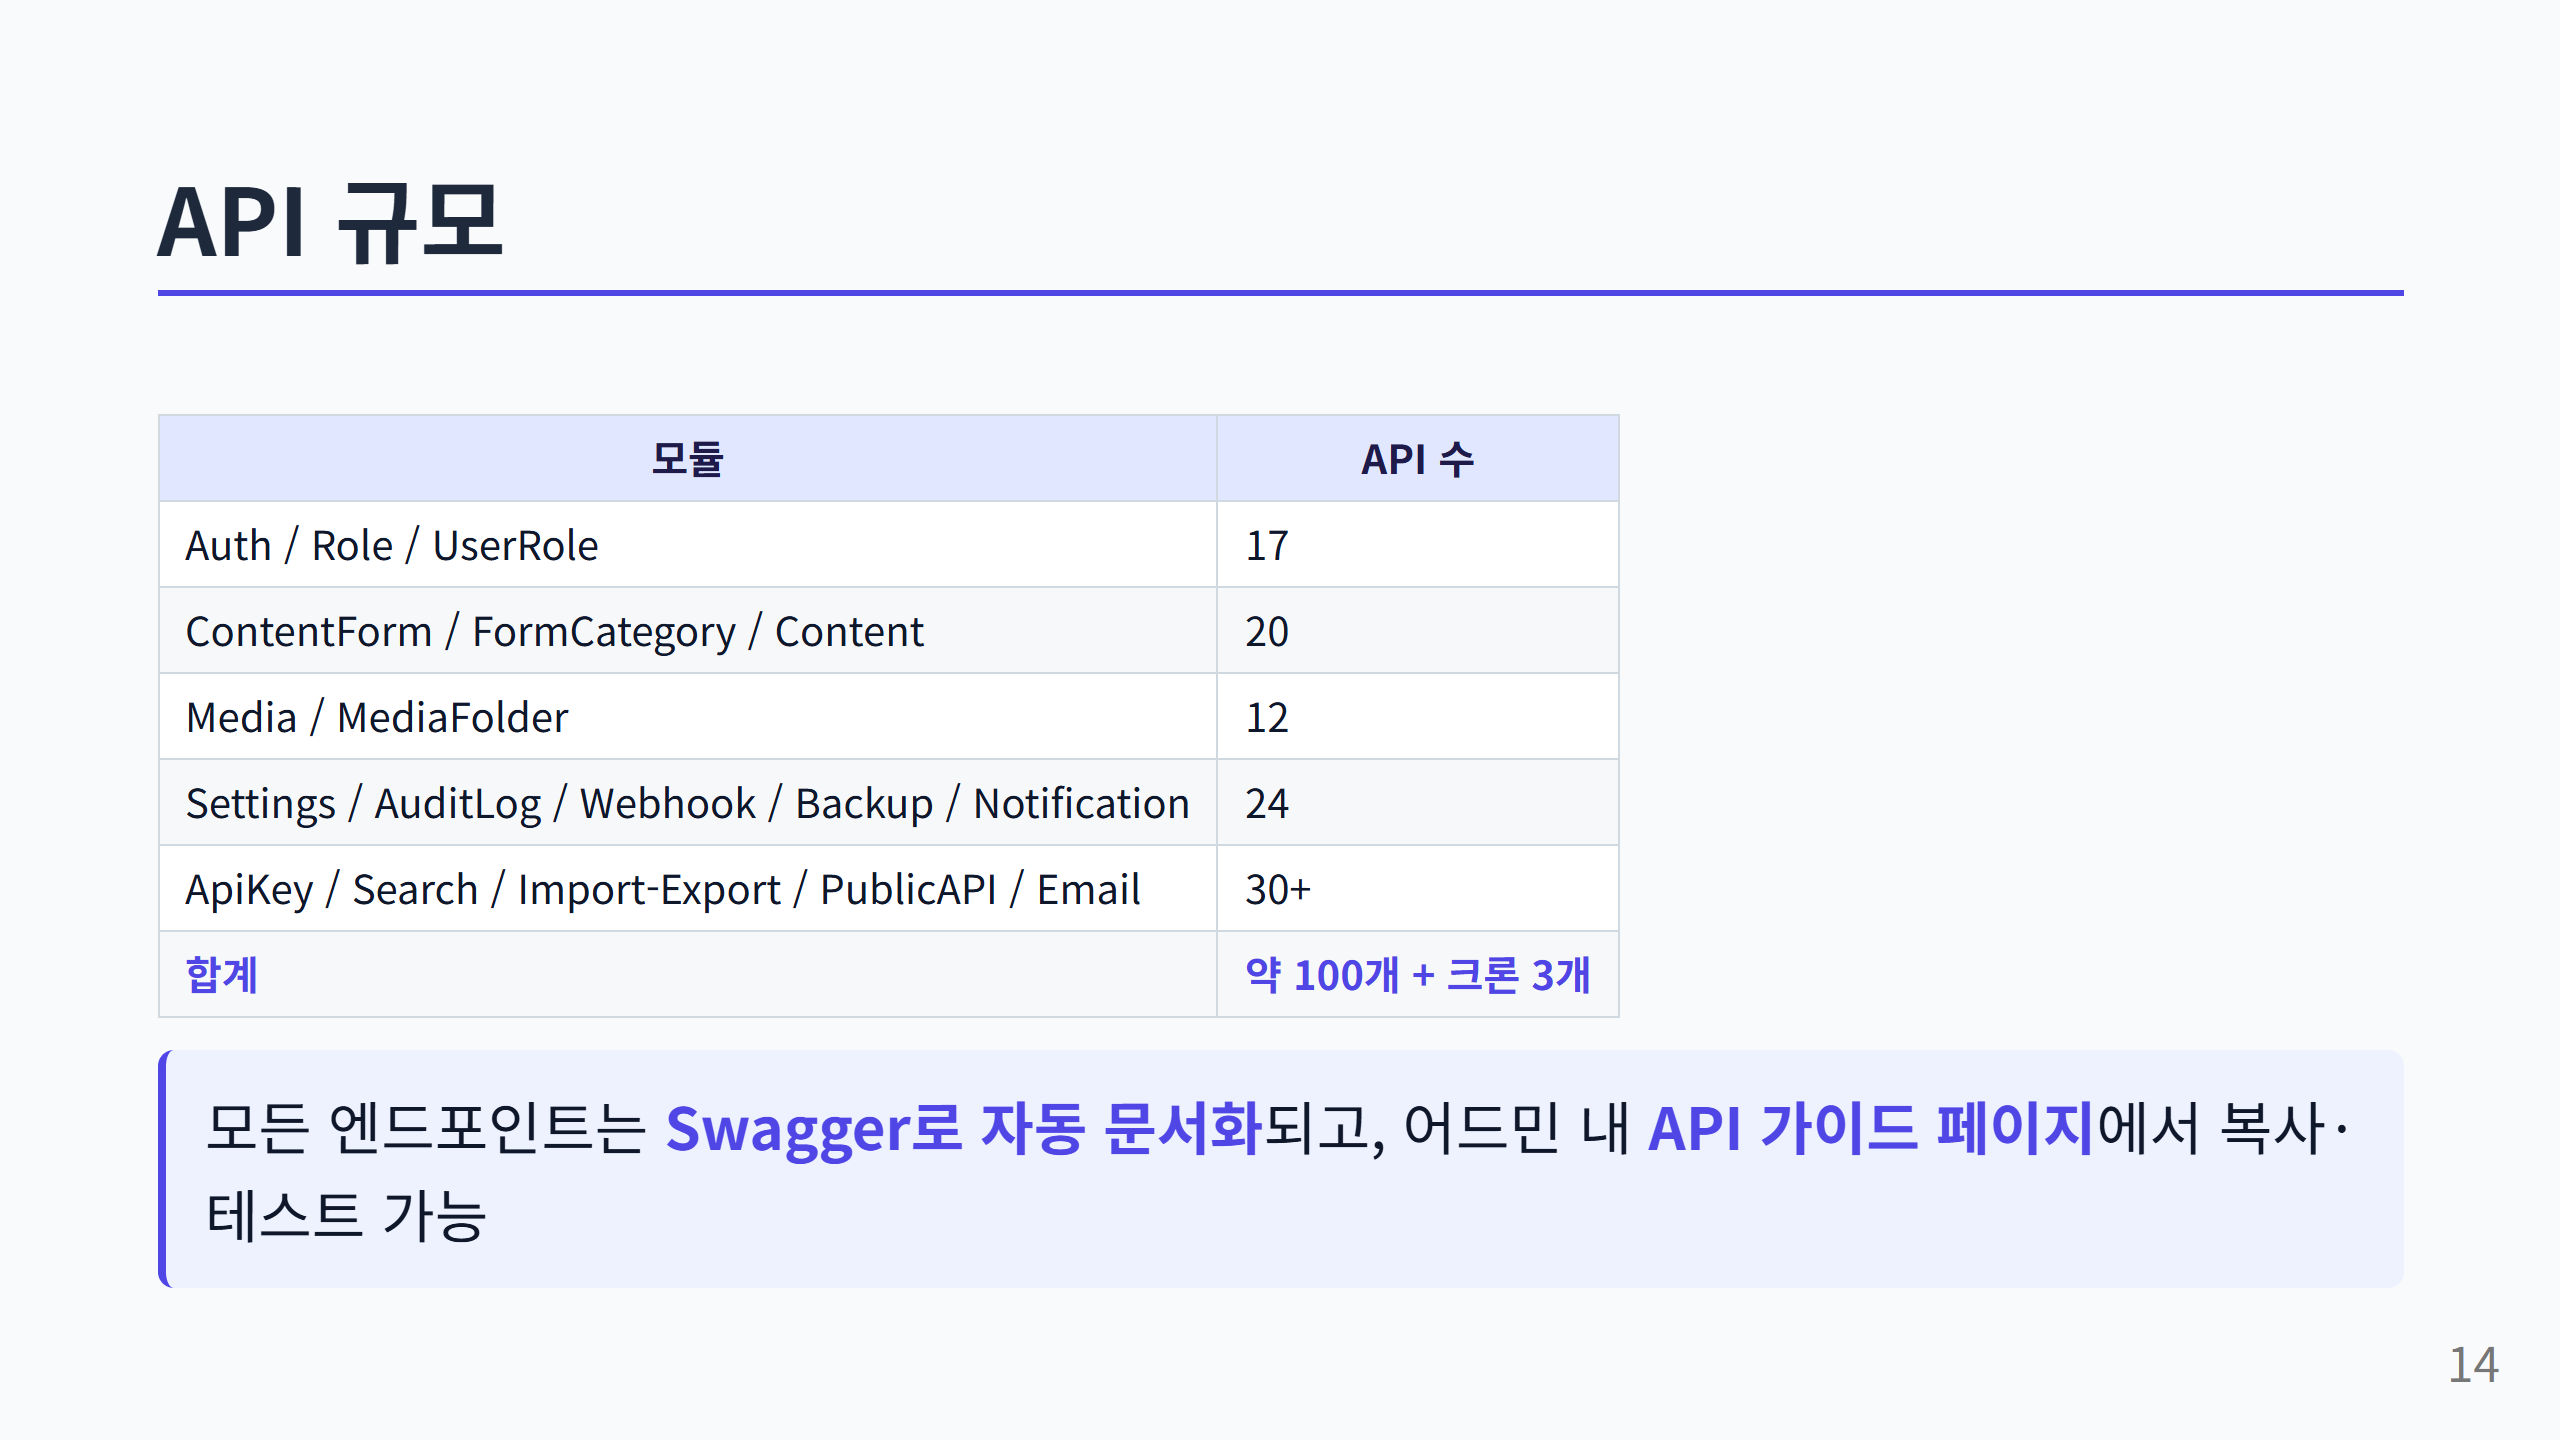 API 규모
모듈 API 수
Auth / Role / UserRole 17
ContentForm / FormCategory / Content 20
Media / MediaFolder 12
Settings / AuditLog / Webhook / Backup / Notification 24
ApiKey / Search / Import-Export / PublicAPI / Email 30+
합계 약 100개 + 크론 3개
모든 엔드포인트는 Swagger로 자동 문서화되고, 어드민 내 API 가이드 페이지에서 복사·
테스트 가능
14